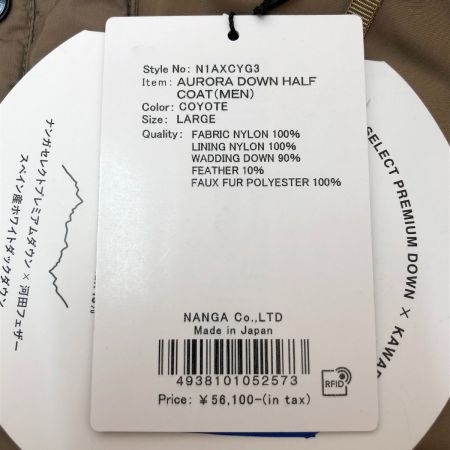 Style No: N1AXCYG3
Item: AURORA DOWN HALF
COAT(MEN)
Color: COYOTE
Size: LARGE
Quality: FABRIC NYLON 100%
LINING NYLON 100%
WADDING DOWN 90%
FEATHER 10%
FAUX FUR POLYESTER 100%
NANGA Co.,LTD
Made in Japan
4938101052573
RFID
Price: ¥56,100-(in tax)
ナンガセレクトプレミアムダウン×河田フェザー
スペイン産ホワイトダックダウン
SELECT PREMIUM DOWN × KAWA